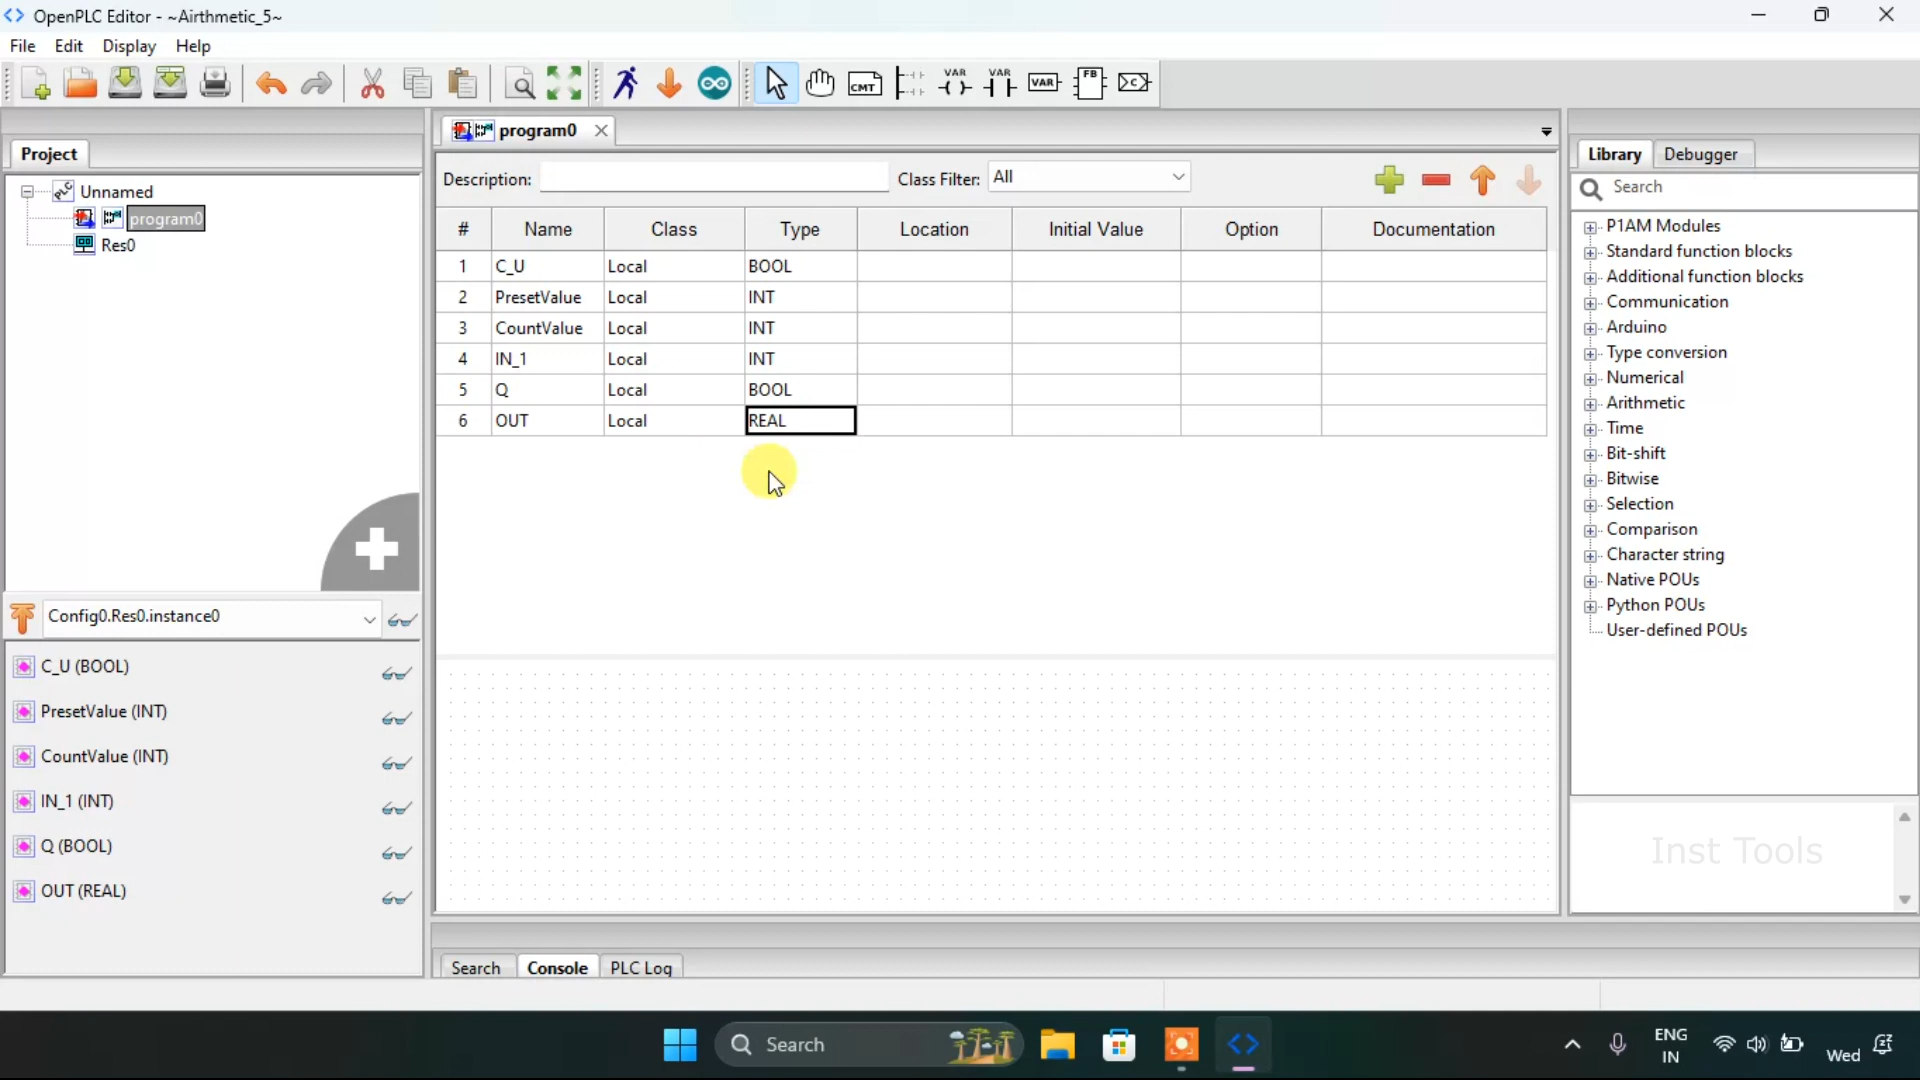 OpenPLC Editor - ~Airthmetic_5~
File Edit Display Help
CMT VAR VAR VAR FB >C>
Project
Unnamed
program0
Res0
Config0.Res0.instance0
C_U (BOOL)
PresetValue (INT)
CountValue (INT)
IN_1 (INT)
Q (BOOL)
OUT (REAL)
program0
Description: Class Filter: All
# Name Class Type Location Initial Value Option Documentation
1 C_U Local BOOL
2 PresetValue Local INT
3 CountValue Local INT
4 IN_1 Local INT
5 Q Local BOOL
6 OUT Local REAL
Search Console PLC Log
Library Debugger
Search
P1AM Modules
Standard function blocks
Additional function blocks
Communication
Arduino
Type conversion
Numerical
Arithmetic
Time
Bit-shift
Bitwise
Selection
Comparison
Character string
Native POUs
Python POUs
User-defined POUs
Inst Tools
Search
ENG
IN
Wed